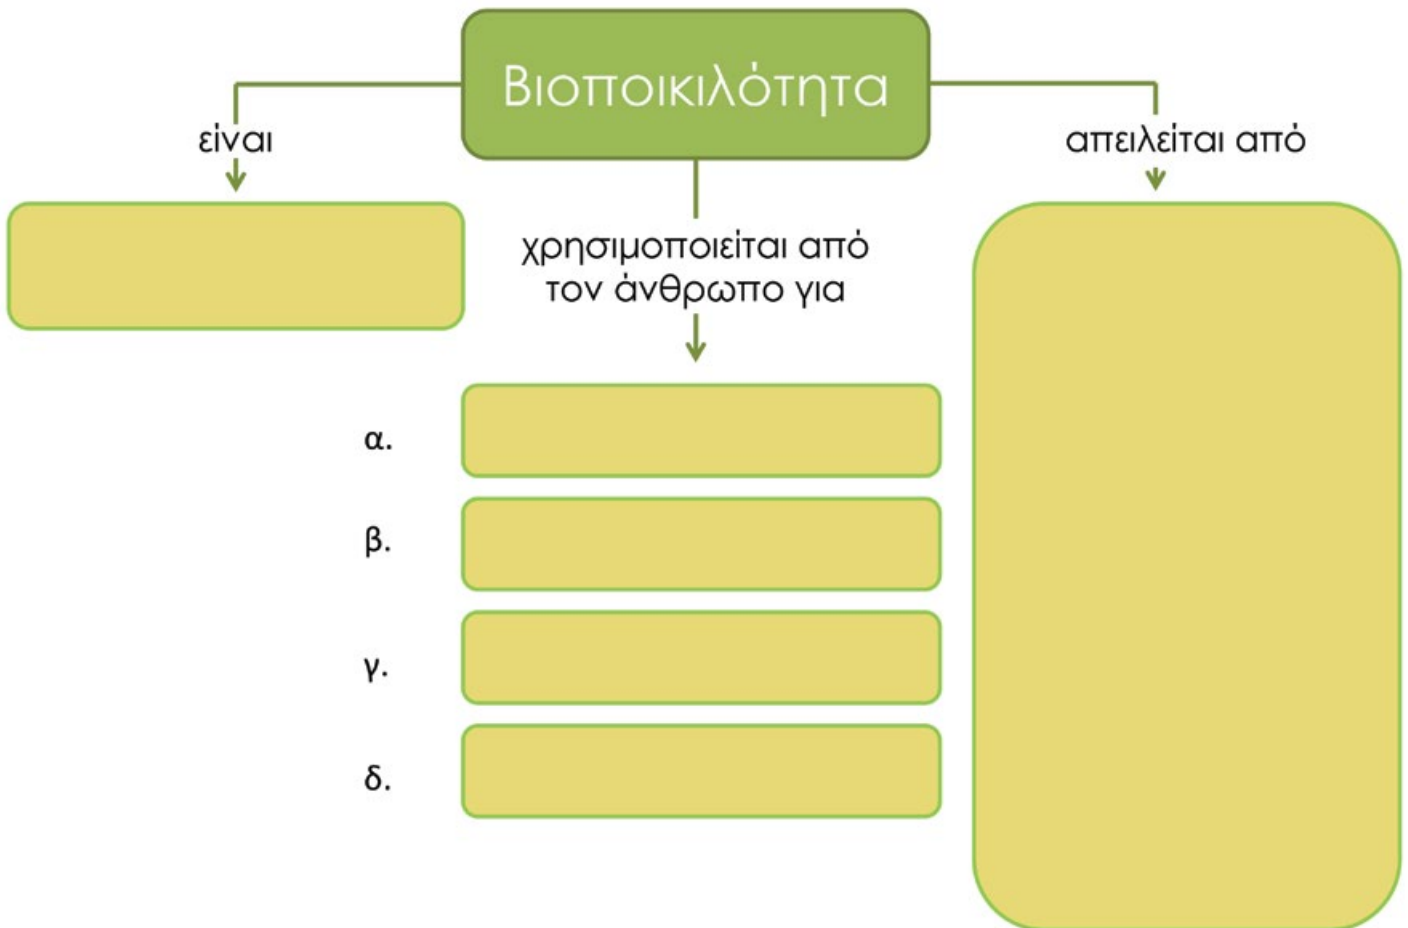 Βιοποικιλότητα
είναι
απειλείται από
χρησιμοποιείται από
τον άνθρωπο για
α.
β.
γ.
δ.